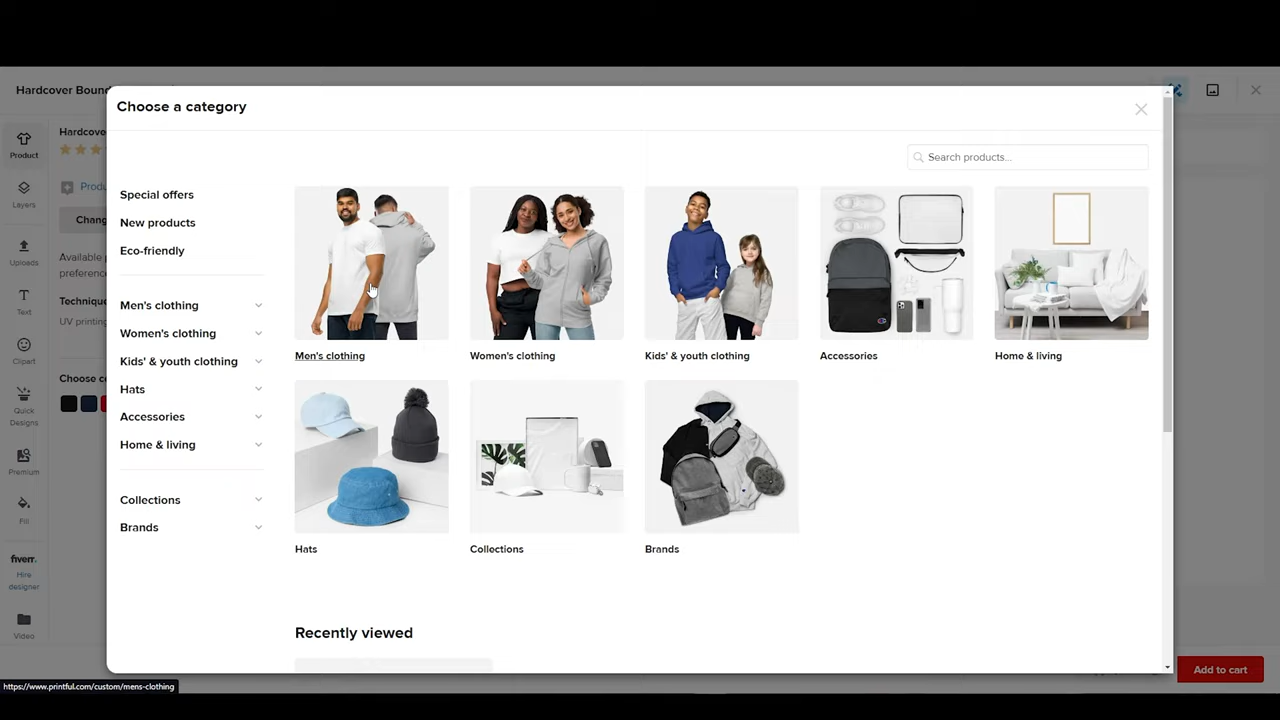 Hardcover Boun
Choose a category
Search products...
Product
Layers
Uploads
Text
Clipart
Quick
Designs
Premium
Fill
fiverr.
Hire
designer
Video
Hardcover
Produ
Chang
Available p
preference
Technique
UV printing
Choose co
Special offers
New products
Eco-friendly
Men's clothing
Women's clothing
Kids' & youth clothing
Hats
Accessories
Home & living
Collections
Brands
Men's clothing
Women's clothing
Kids' & youth clothing
Accessories
Home & living
Hats
Collections
Brands
Recently viewed
Add to cart
https://www.printful.com/custom/mens-clothing